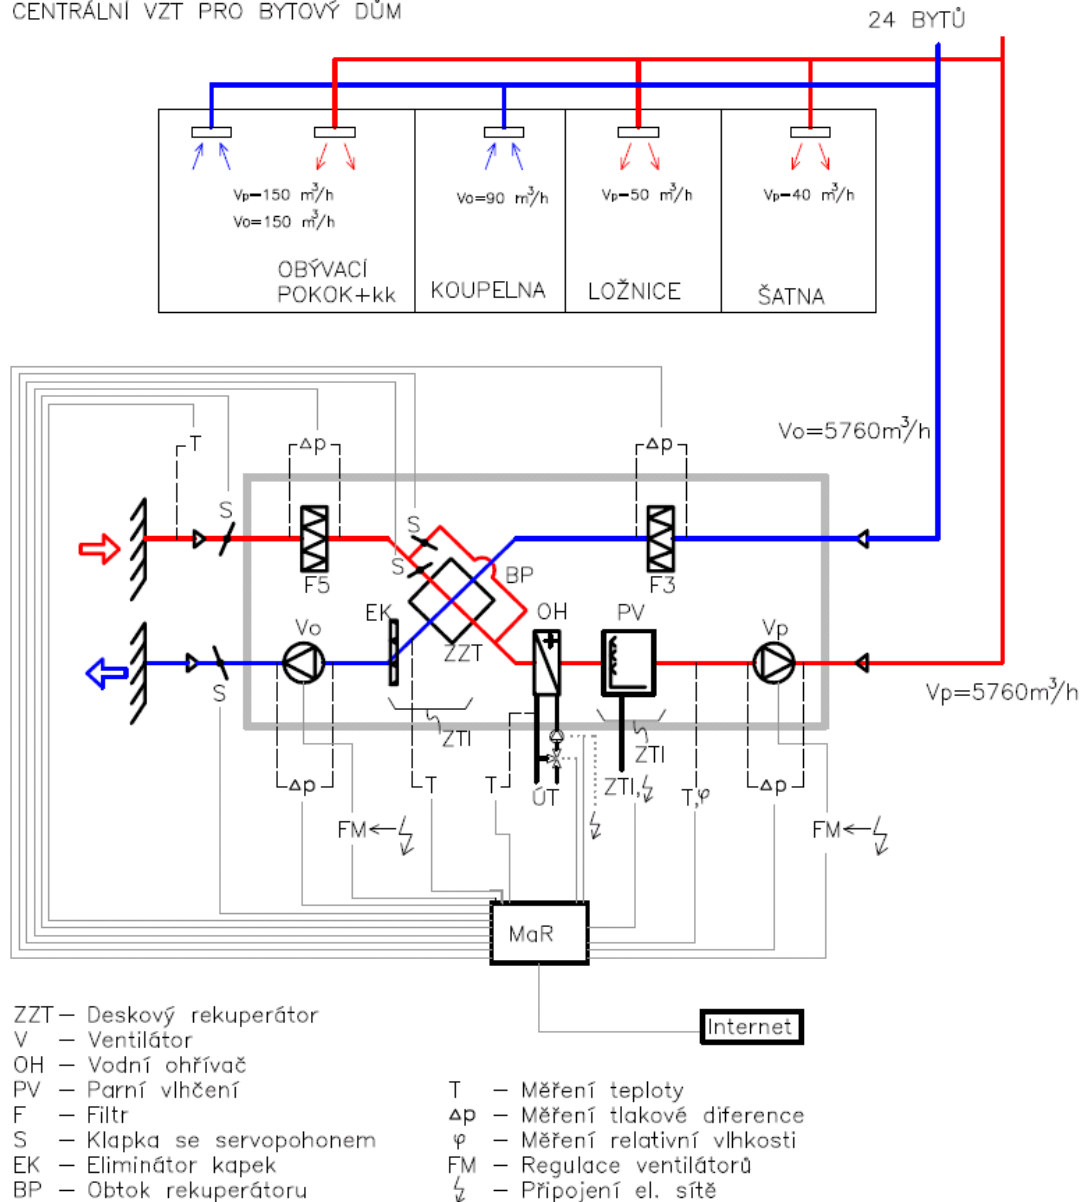 CENTRÁLNÍ VZT PRO BYTOVÝ DŮM
24 BYTŮ
Vp=150 m³/h
Vo=150 m³/h
Vo=90 m³/h
Vp=50 m³/h
Vp=40 m³/h
OBÝVACÍ
POKOK+kk
KOUPELNA
LOŽNICE
ŠATNA
Vo=5760m³/h
T
Δp
Δp
S
S
S
F5
BP
F3
Vo
EK
ZZT
OH
PV
Vp
S
Vp=5760m³/h
ZTI
ZTI
Δp
T
T
ÚT
ZTI,
T,φ
Δp
FM
FM
MaR
Internet
ZZT – Deskový rekuperátor
V – Ventilátor
OH – Vodní ohřívač
PV – Parní vlhčení
F – Filtr
S – Klapka se servopohonem
EK – Eliminátor kapek
BP – Obtok rekuperátoru
T – Měření teploty
Δp – Měření tlakové diference
φ – Měření relativní vlhkosti
FM – Regulace ventilátorů
– Připojení el. sítě